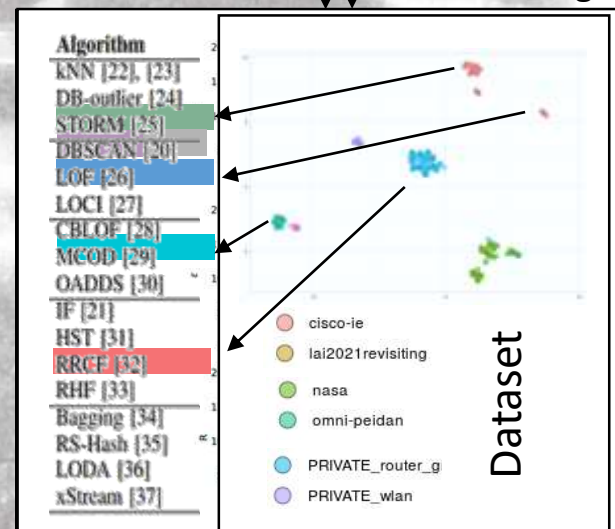 Algorithm
kNN [22], [23]
DB-outlier [24]
STORM [25]
DBSCAN [20]
LOF [26]
LOCI [27]
CBLOF [28]
MCOD [29]
OADDS [30]
IF [21]
HST [31]
RRCF [32]
RHF [33]
Bagging [34]
RS-Hash [35]
LODA [36]
xStream [37]
cisco-ie
lai2021revisiting
nasa
omni-peidan
PRIVATE_router_g
PRIVATE_wlan
Dataset